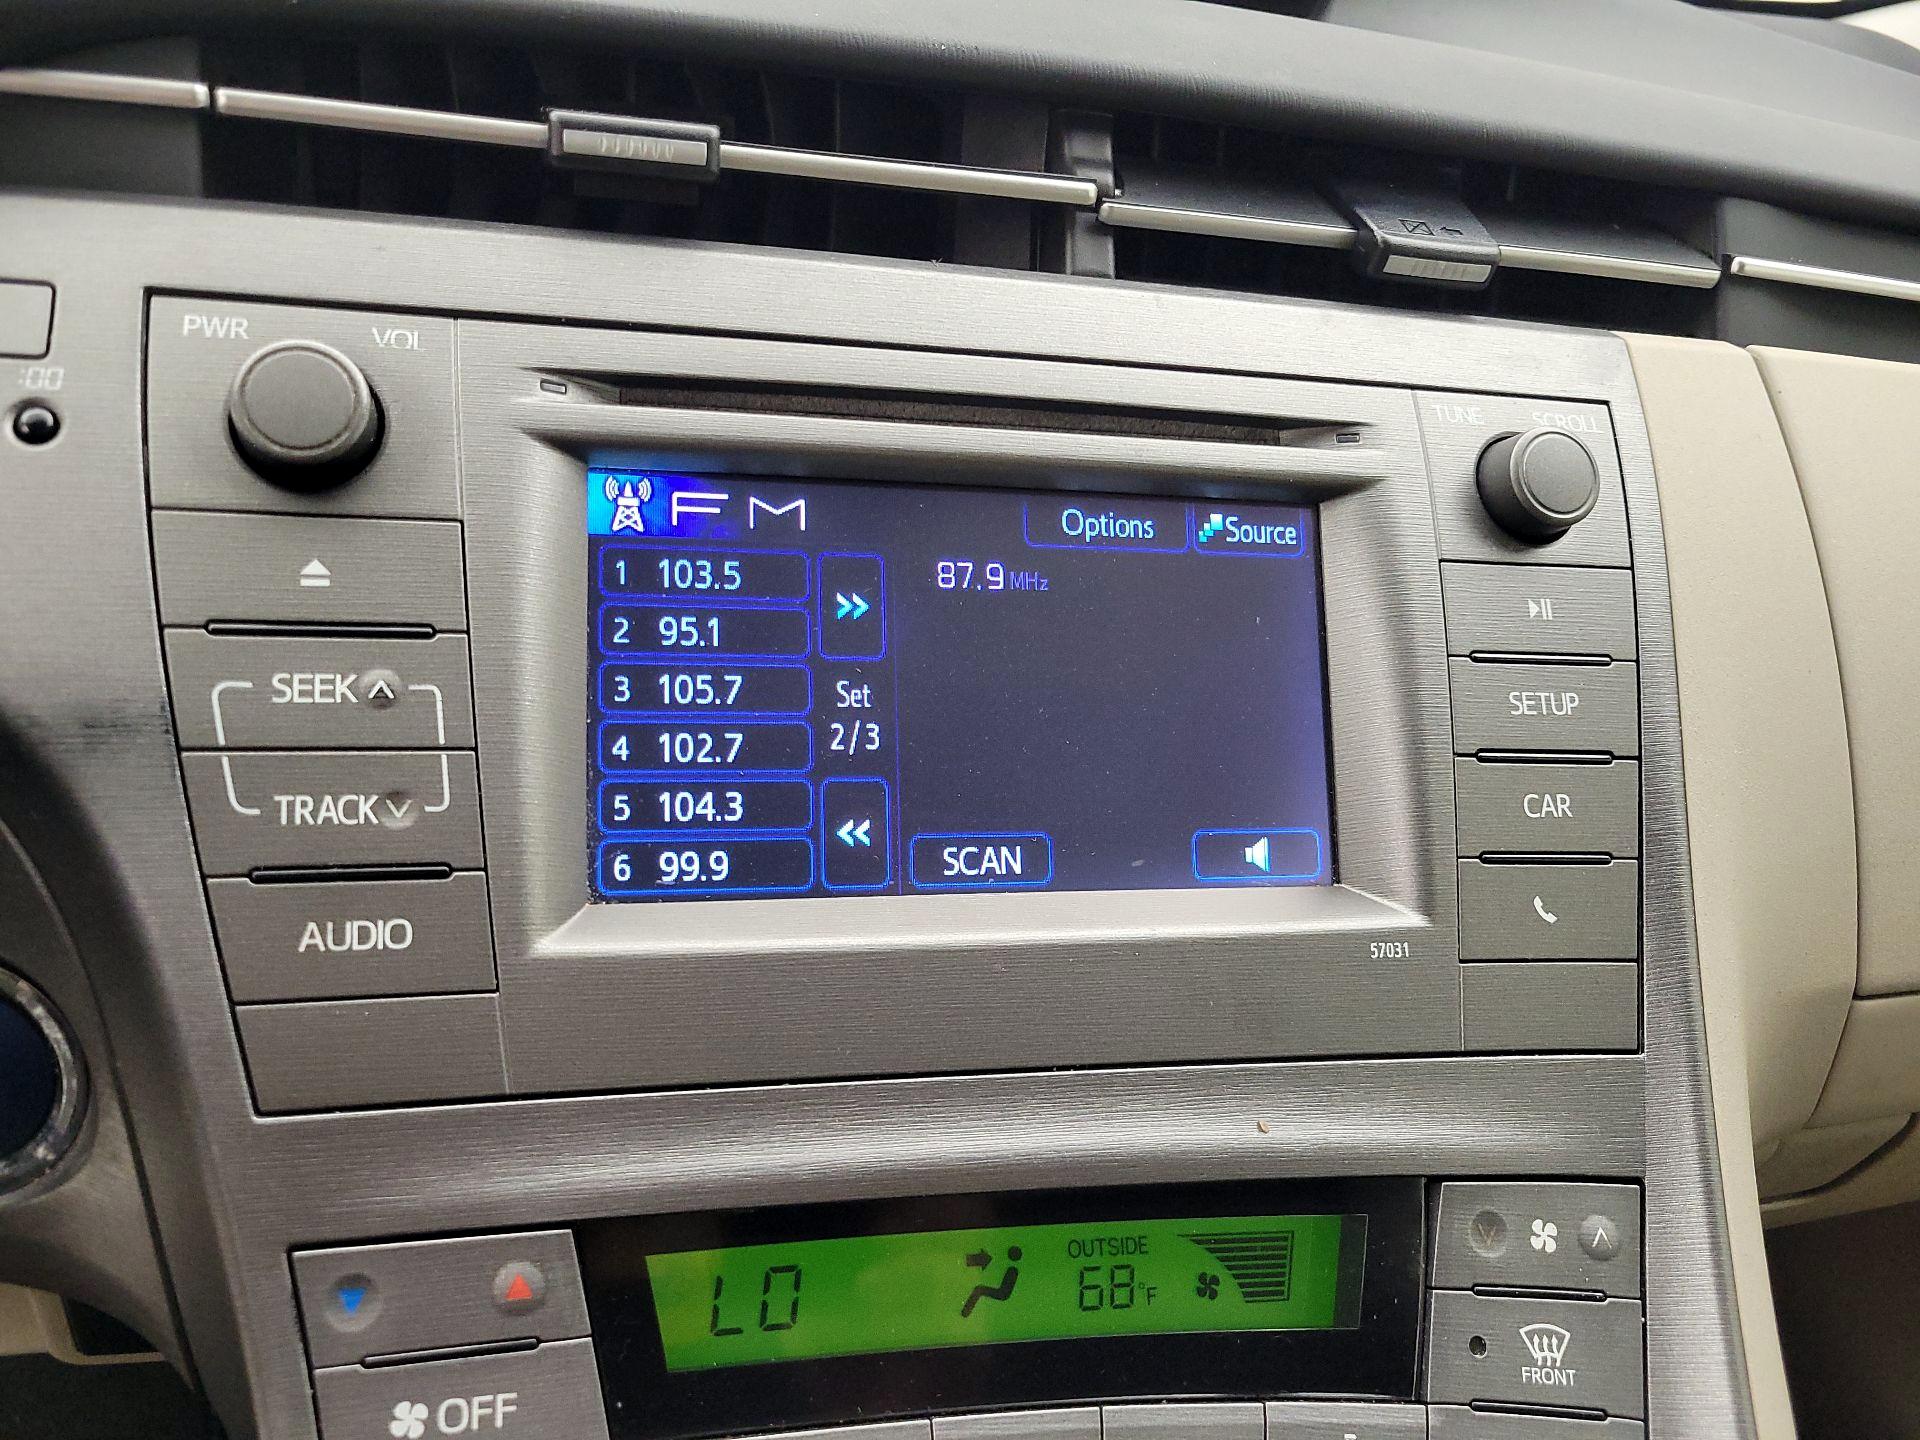 PWR VOL
:00
TUNE SCROLL
FM
Options
Source
1 103.5
87.9 MHz
2 95.1
3 105.7
Set
2/3
4 102.7
5 104.3
6 99.9
SCAN
SEEK
TRACK
AUDIO
SETUP
CAR
57031
LO
OUTSIDE
68°F
FRONT
OFF